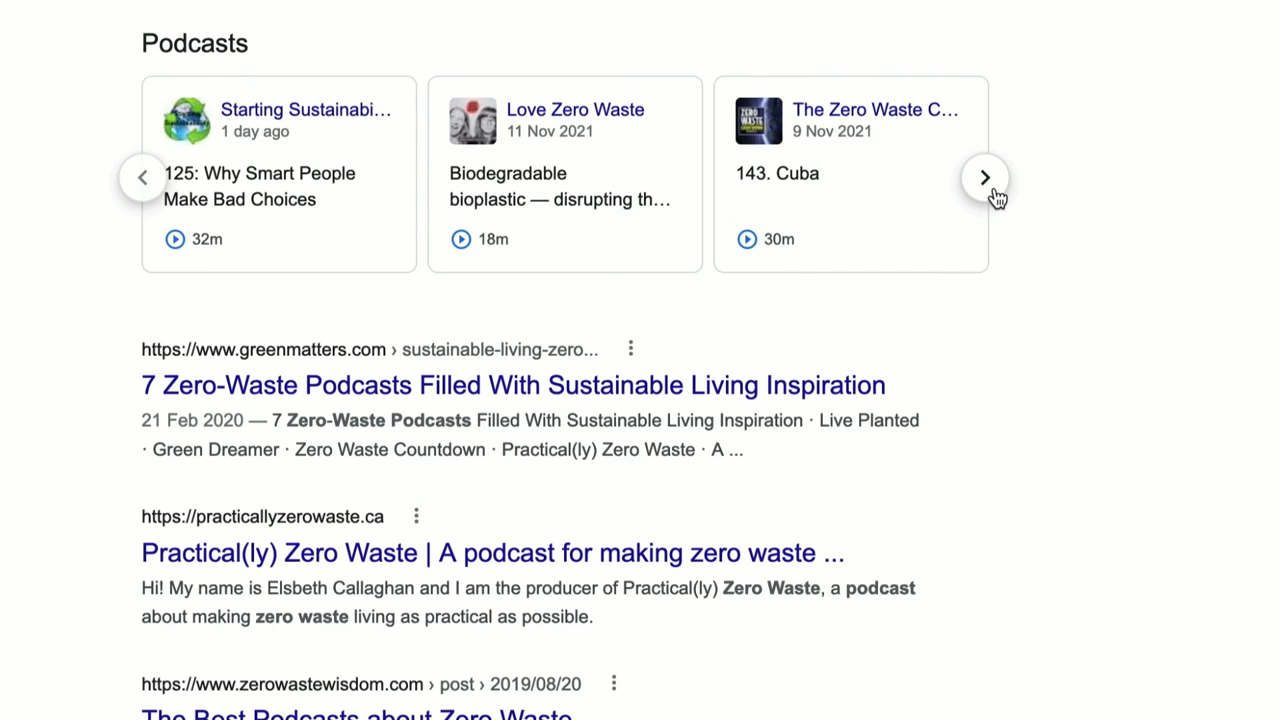 Podcasts
Starting Sustainabi...
1 day ago
125: Why Smart People
Make Bad Choices
32m
Love Zero Waste
11 Nov 2021
Biodegradable
bioplastic — disrupting th...
18m
ZERO
WASTE
The Zero Waste C...
9 Nov 2021
143. Cuba
30m
https://www.greenmatters.com › sustainable-living-zero...
7 Zero-Waste Podcasts Filled With Sustainable Living Inspiration
21 Feb 2020 — 7 Zero-Waste Podcasts Filled With Sustainable Living Inspiration · Live Planted
· Green Dreamer · Zero Waste Countdown · Practical(ly) Zero Waste · A ...
https://practicallyzerowaste.ca
Practical(ly) Zero Waste | A podcast for making zero waste ...
Hi! My name is Elsbeth Callaghan and I am the producer of Practical(ly) Zero Waste, a podcast
about making zero waste living as practical as possible.
https://www.zerowastewisdom.com › post › 2019/08/20
The Best Podcasts about Zero Waste